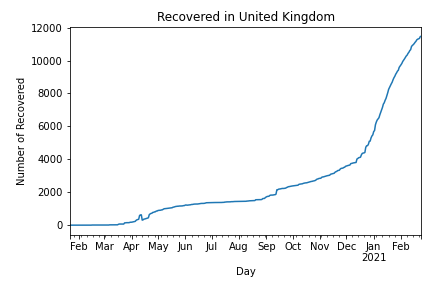 Recovered in United Kingdom
Number of Recovered
12000
10000
8000
6000
4000
2000
0
Feb Mar Apr May Jun Jul Aug Sep Oct Nov Dec Jan Feb
2021
Day